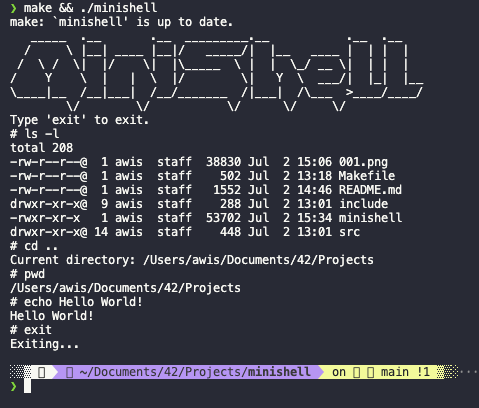 ❯ make && ./minishell
make: `minishell' is up to date.
MiniShell
Type 'exit' to exit.
# ls -l
total 208
-rw-r--r--@  1 awis  staff  38830 Jul  2 15:06 001.png
-rw-r--r--   1 awis  staff    502 Jul  2 13:18 Makefile
-rw-r--r--@  1 awis  staff   1552 Jul  2 14:46 README.md
drwxr-xr-x@  9 awis  staff    288 Jul  2 13:01 include
-rwxr-xr-x   1 awis  staff  53702 Jul  2 15:34 minishell
drwxr-xr-x@ 14 awis  staff    448 Jul  2 13:01 src
# cd ..
Current directory: /Users/awis/Documents/42/Projects
# pwd
/Users/awis/Documents/42/Projects
# echo Hello World!
Hello World!
# exit
Exiting...
~/Documents/42/Projects/minishell on main !1
❯